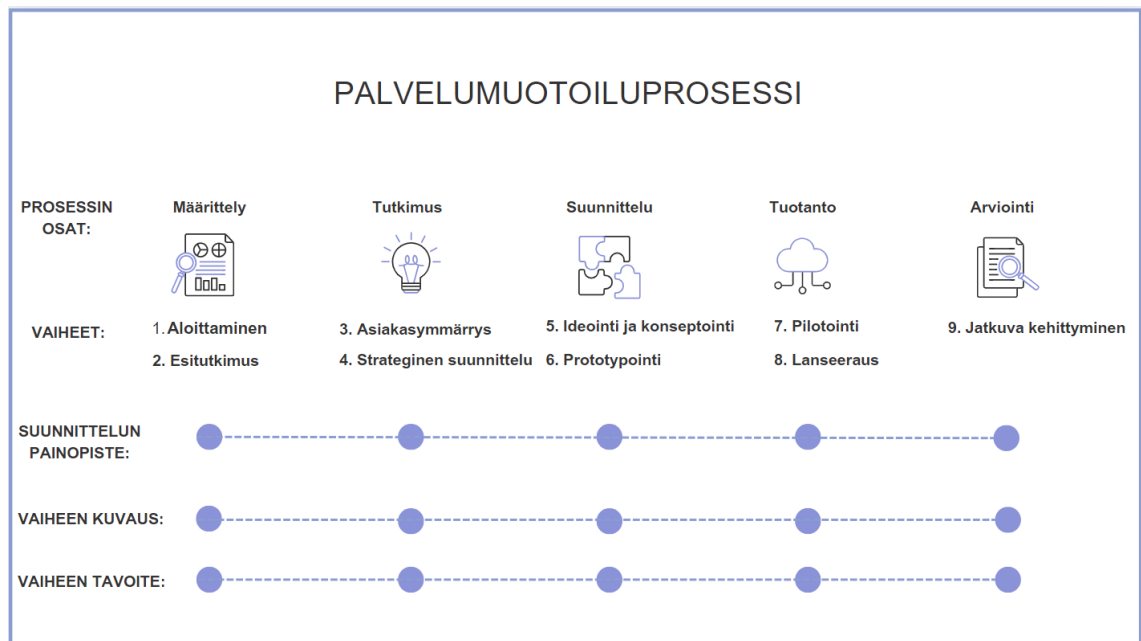 PALVELUMUOTOILUPROSESSI
PROSESSIN OSAT:
Määrittely
Tutkimus
Suunnittelu
Tuotanto
Arviointi
VAIHEET:
1. Aloittaminen
2. Esitutkimus
3. Asiakasymmärrys
4. Strateginen suunnittelu
5. Ideointi ja konseptointi
6. Prototypointi
7. Pilotointi
8. Lanseeraus
9. Jatkuva kehittyminen
SUUNNITTELUN
PAINOPISTE:
VAIHEEN KUVAUS:
VAIHEEN TAVOITE: